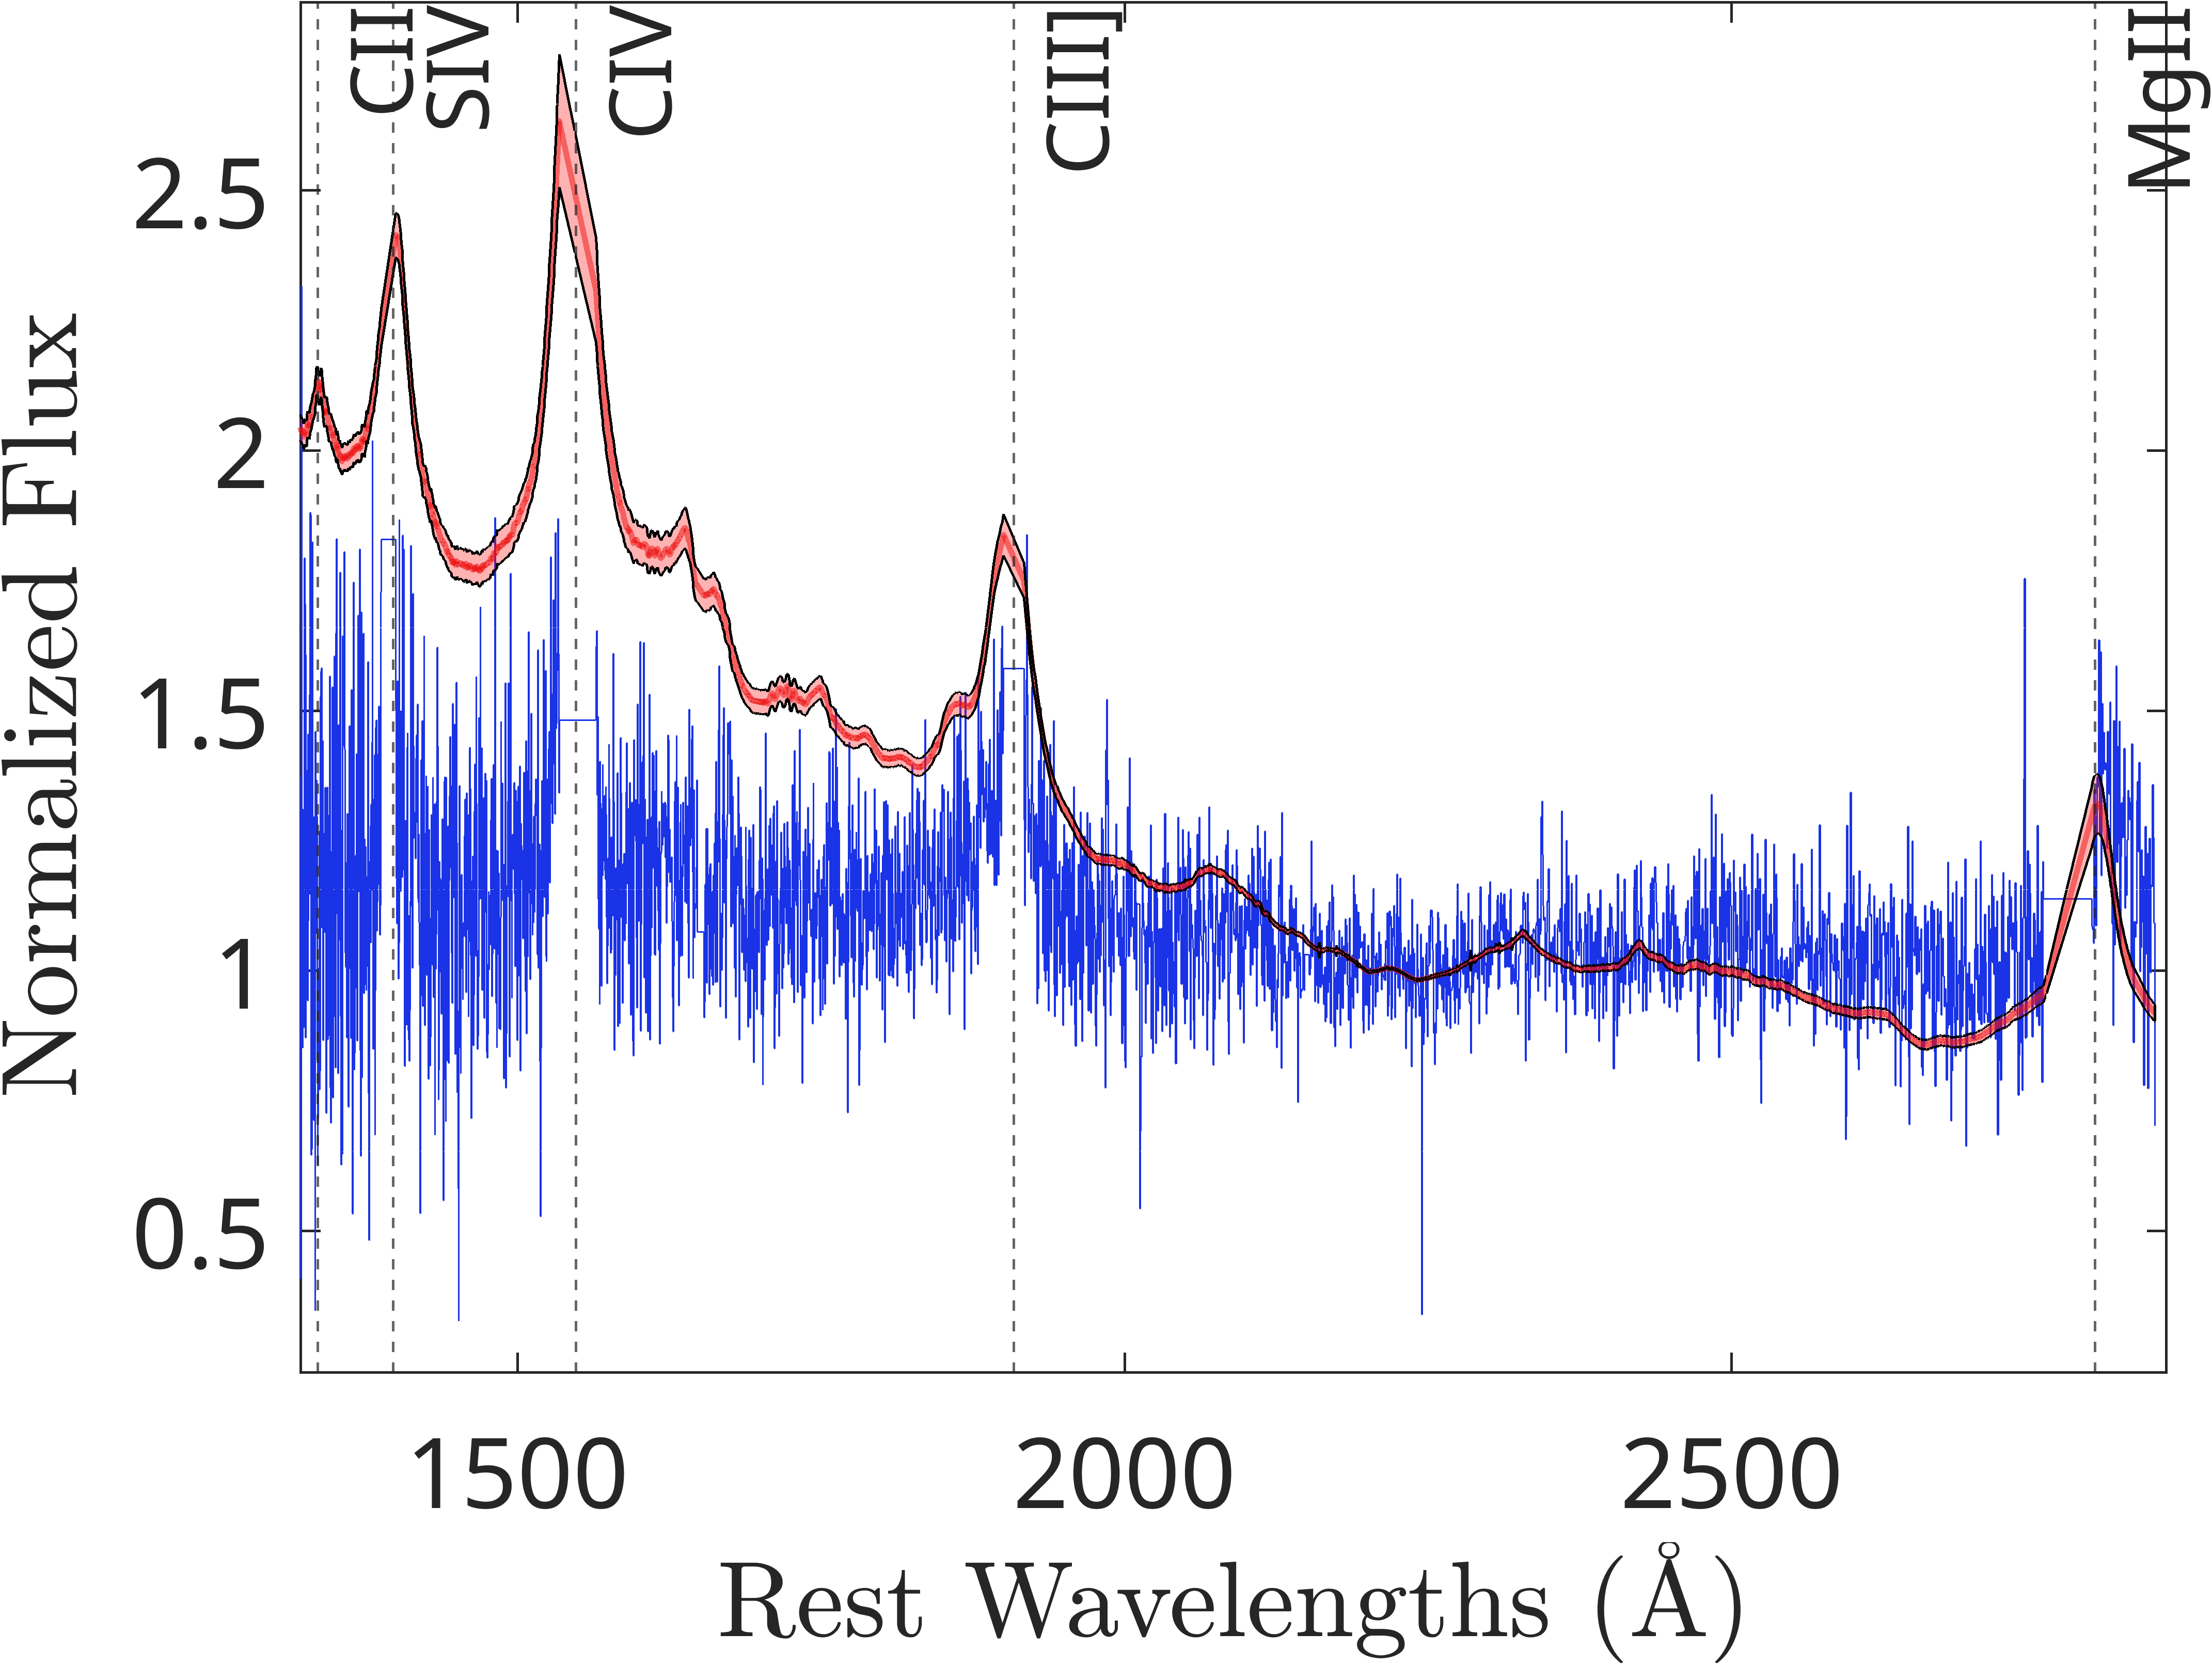 CII
SIV
CIV
CIII]
MgII
Normalized Flux
2.5
2
1.5
1
0.5
1500
2000
2500
Rest Wavelengths (Å)